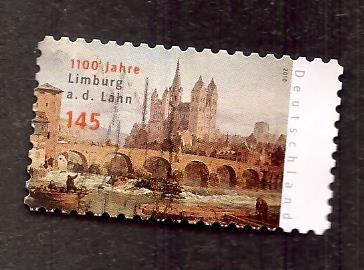 1100 Jahre
Limburg
a. d. Lahn
145
Deutschland
2010